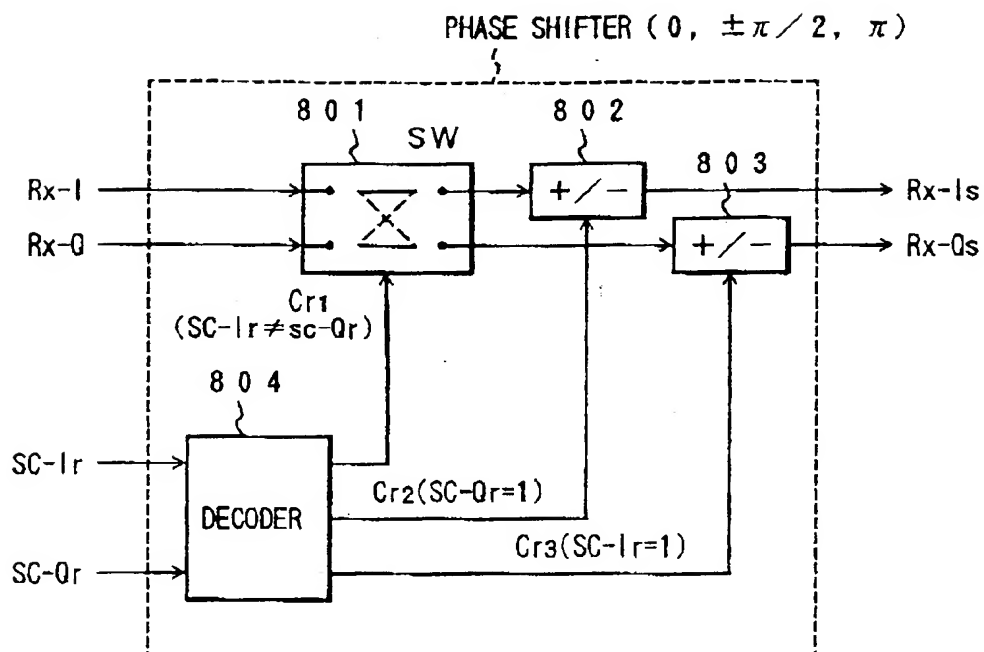 PHASE SHIFTER (0, ±π/2, π)
801
SW
802
803
Rx-I
+/-
Rx-Is
Rx-Q
+/-
Rx-Qs
Cr1
(SC-Ir≠sc-Qr)
804
SC-Ir
DECODER
Cr2(SC-Qr=1)
Cr3(SC-Ir=1)
SC-Qr